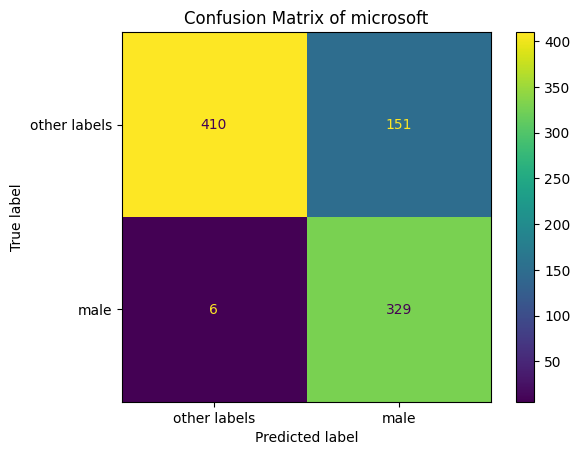 Confusion Matrix of microsoft
400
350
300
250
200
150
100
50
other labels
410
151
male
6
329
True label
other labels
male
Predicted label